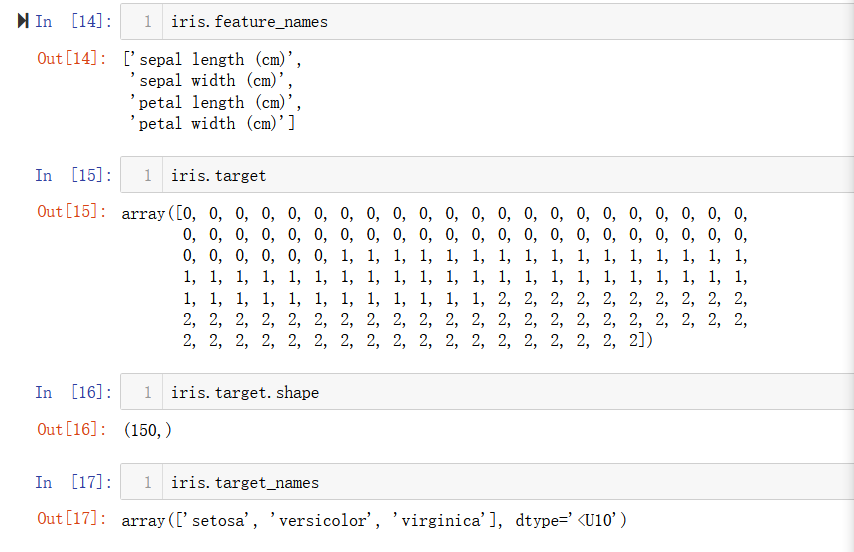 In [14]: 1 iris.feature_names
Out[14]: ['sepal length (cm)',
'sepal width (cm)',
'petal length (cm)',
'petal width (cm)']
In [15]: 1 iris.target
Out[15]: array([0, 0, 0, 0, 0, 0, 0, 0, 0, 0, 0, 0, 0, 0, 0, 0, 0, 0, 0, 0, 0, 0,
0, 0, 0, 0, 0, 0, 0, 0, 0, 0, 0, 0, 0, 0, 0, 0, 0, 0, 0, 0, 0, 0,
0, 0, 0, 0, 0, 0, 1, 1, 1, 1, 1, 1, 1, 1, 1, 1, 1, 1, 1, 1, 1, 1,
1, 1, 1, 1, 1, 1, 1, 1, 1, 1, 1, 1, 1, 1, 1, 1, 1, 1, 1, 1, 1, 1,
1, 1, 1, 1, 1, 1, 1, 1, 1, 1, 1, 1, 2, 2, 2, 2, 2, 2, 2, 2, 2, 2,
2, 2, 2, 2, 2, 2, 2, 2, 2, 2, 2, 2, 2, 2, 2, 2, 2, 2, 2, 2, 2, 2,
2, 2, 2, 2, 2, 2, 2, 2, 2, 2, 2, 2, 2, 2, 2, 2, 2, 2])
In [16]: 1 iris.target.shape
Out[16]: (150,)
In [17]: 1 iris.target_names
Out[17]: array(['setosa', 'versicolor', 'virginica'], dtype='<U10')